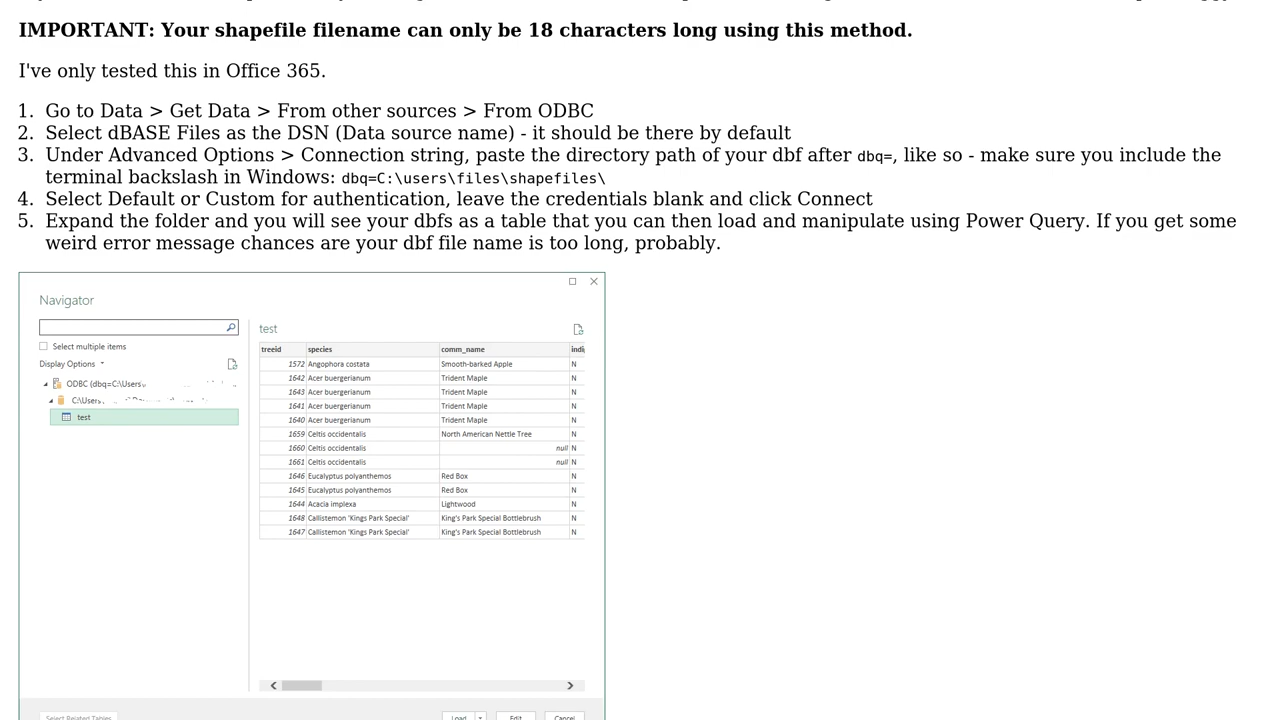 IMPORTANT: Your shapefile filename can only be 18 characters long using this method.
I've only tested this in Office 365.
1. Go to Data > Get Data > From other sources > From ODBC
2. Select dBASE Files as the DSN (Data source name) - it should be there by default
3. Under Advanced Options > Connection string, paste the directory path of your dbf after dbq=, like so - make sure you include the
terminal backslash in Windows: dbq=C:\users\files\shapefiles\
4. Select Default or Custom for authentication, leave the credentials blank and click Connect
5. Expand the folder and you will see your dbfs as a table that you can then load and manipulate using Power Query. If you get some
weird error message chances are your dbf file name is too long, probably.
Navigator
Select multiple items
Display Options
ODBC (dbq=C:\Users\
C:\Users
test
test
treeid species comm_name indi
1572 Angophora costata Smooth-barked Apple N
1642 Acer buergerianum Trident Maple N
1643 Acer buergerianum Trident Maple N
1641 Acer buergerianum Trident Maple N
1640 Acer buergerianum Trident Maple N
1659 Celtis occidentalis North American Nettle Tree N
1660 Celtis occidentalis null N
1661 Celtis occidentalis null N
1646 Eucalyptus polyanthemos Red Box N
1645 Eucalyptus polyanthemos Red Box N
1644 Acacia implexa Lightwood N
1648 Callistemon 'Kings Park Special' King's Park Special Bottlebrush N
1647 Callistemon 'Kings Park Special' King's Park Special Bottlebrush N
Select Related Tables Load Edit Cancel